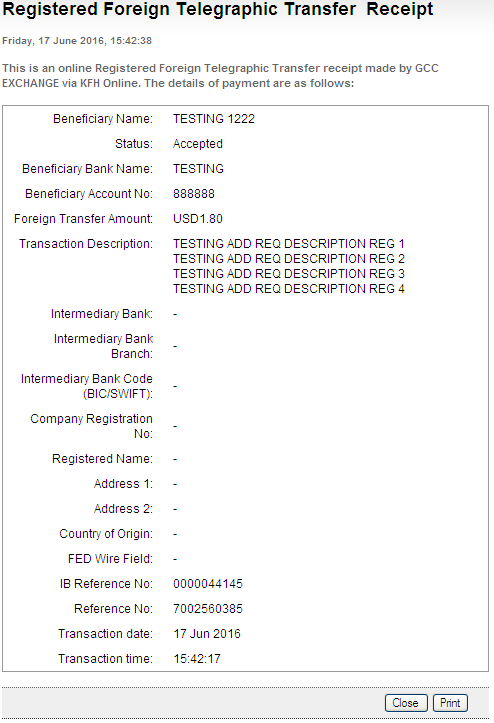 Registered Foreign Telegraphic Transfer Receipt
Friday, 17 June 2016, 15:42:38
This is an online Registered Foreign Telegraphic Transfer receipt made by GCC
EXCHANGE via KFH Online. The details of payment are as follows:
Beneficiary Name: TESTING 1222
Status: Accepted
Beneficiary Bank Name: TESTING
Beneficiary Account No: 888888
Foreign Transfer Amount: USD1.80
Transaction Description: TESTING ADD REQ DESCRIPTION REG 1
TESTING ADD REQ DESCRIPTION REG 2
TESTING ADD REQ DESCRIPTION REG 3
TESTING ADD REQ DESCRIPTION REG 4
Intermediary Bank: -
Intermediary Bank
Branch: -
Intermediary Bank Code
(BIC/SWIFT): -
Company Registration
No: -
Registered Name: -
Address 1: -
Address 2: -
Country of Origin: -
FED Wire Field: -
IB Reference No: 0000044145
Reference No: 7002560385
Transaction date: 17 Jun 2016
Transaction time: 15:42:17
Close Print